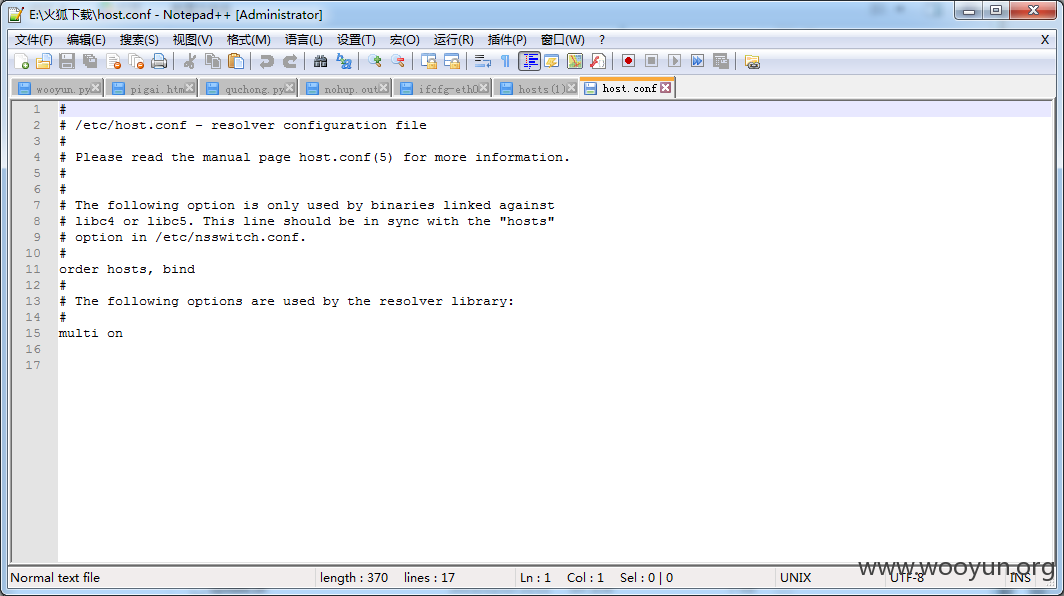 E:\火狐下载\host.conf - Notepad++ [Administrator]
文件(F) 编辑(E) 搜索(S) 视图(V) 格式(M) 语言(L) 设置(T) 宏(O) 运行(R) 插件(P) 窗口(W) ? X
wooyun.py pigai.htm quchong.py nohup.out ifcfg-eth0 hosts(1) host.conf
1 #
2 # /etc/host.conf - resolver configuration file
3 #
4 # Please read the manual page host.conf(5) for more information.
5 #
6 #
7 # The following option is only used by binaries linked against
8 # libc4 or libc5. This line should be in sync with the "hosts"
9 # option in /etc/nsswitch.conf.
10 #
11 order hosts, bind
12 #
13 # The following options are used by the resolver library:
14 #
15 multi on
16
17
Normal text file length : 370 lines : 17 Ln : 1 Col : 1 Sel : 0 | 0 UNIX UTF-8 INS
www.wooyun.org